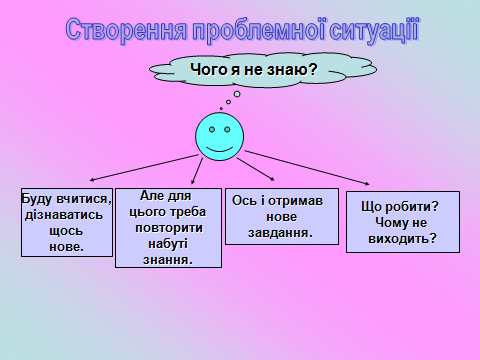 Створення проблемної ситуації
Чого я не знаю?
Буду вчитися,
дізнаватись
щось
нове.
Але для
цього треба
повторити
набуті
знання.
Ось і отримав
нове
завдання.
Що робити?
Чому не
виходить?